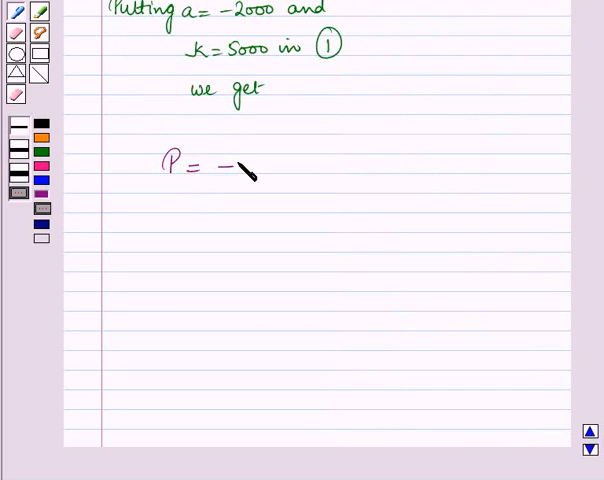 Putting a = -2000 and
k = 5000 in ①
we get
P = -